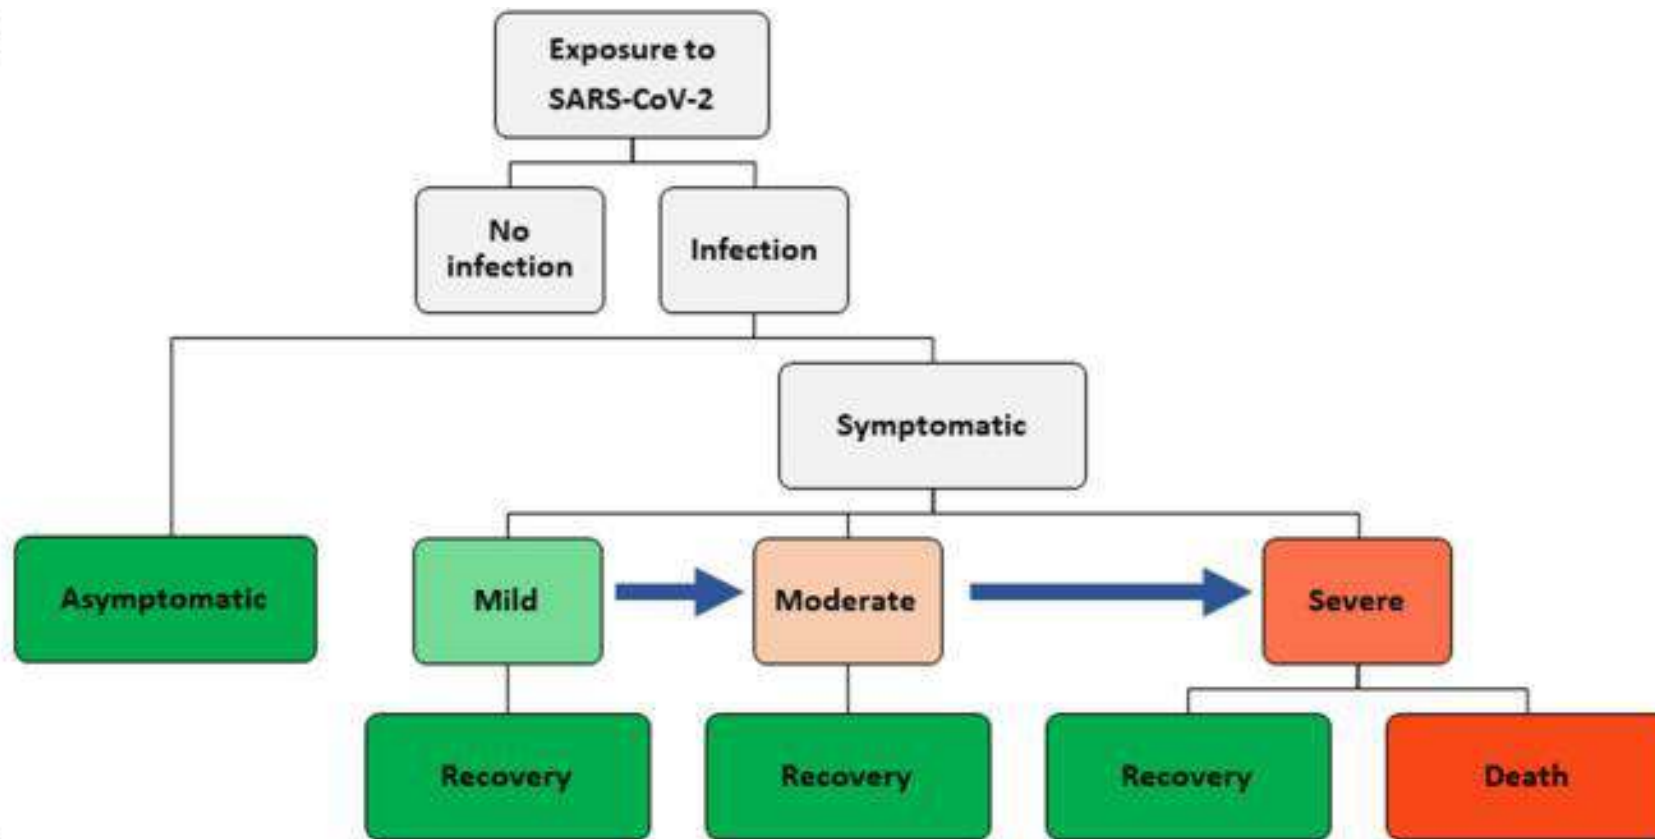 Exposure to
SARS-CoV-2
No
infection
Infection
Symptomatic
Asymptomatic
Mild
Moderate
Severe
Recovery
Recovery
Recovery
Death